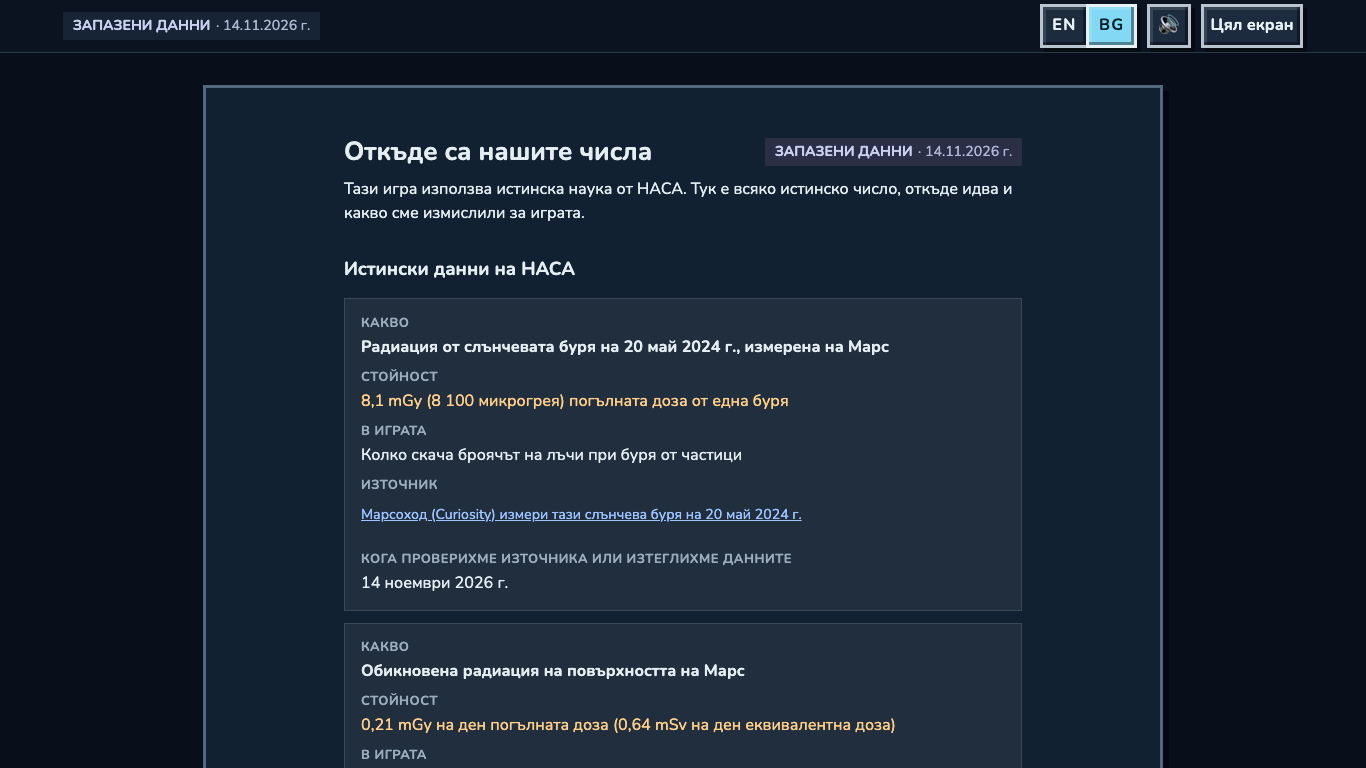 ЗАПАЗЕНИ ДАННИ · 14.11.2026 г.
EN BG Цял екран
Откъде са нашите числа
ЗАПАЗЕНИ ДАННИ · 14.11.2026 г.
Тази игра използва истинска наука от НАСА. Тук е всяко истинско число, откъде идва и
какво сме измислили за играта.
Истински данни на НАСА
КАКВО
Радиация от слънчевата буря на 20 май 2024 г., измерена на Марс
СТОЙНОСТ
8,1 mGy (8 100 микрогрея) погълната доза от една буря
В ИГРАТА
Колко скача броячът на лъчи при буря от частици
ИЗТОЧНИК
Марсоход (Curiosity) измери тази слънчева буря на 20 май 2024 г.
КОГА ПРОВЕРИХМЕ ИЗТОЧНИКА ИЛИ ИЗТЕГЛИХМЕ ДАННИТЕ
14 ноември 2026 г.
КАКВО
Обикновена радиация на повърхността на Марс
СТОЙНОСТ
0,21 mGy на ден погълната доза (0,64 mSv на ден еквивалентна доза)
В ИГРАТА